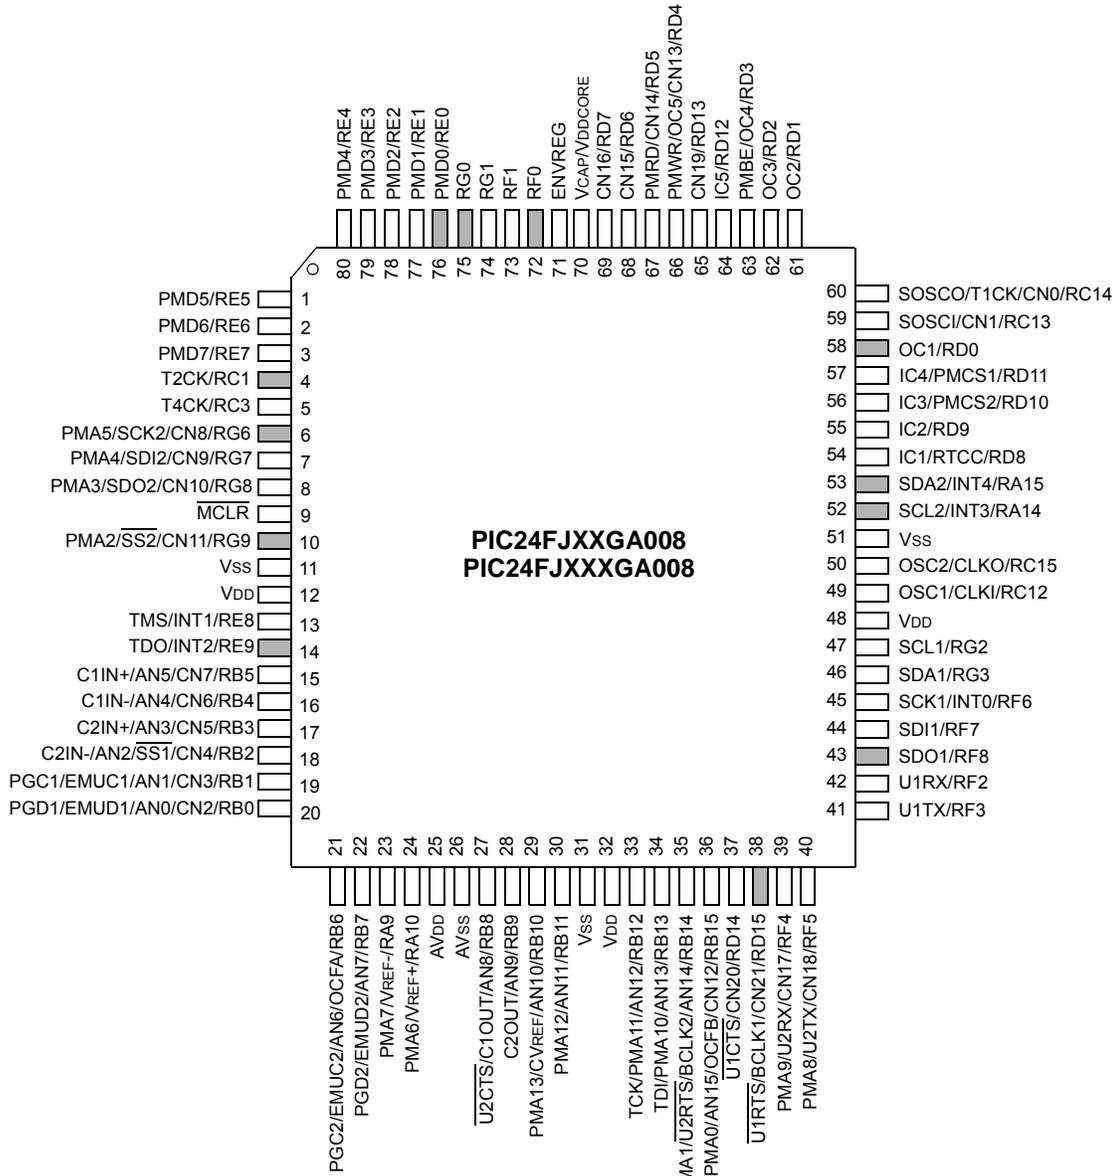 PMD4/RE4
PMD3/RE3
PMD2/RE2
PMD1/RE1
PMD0/RE0
RG0
RG1
RF1
RF0
ENVREG
VCAP/VDDCORE
CN16/RD7
CN15/RD6
PMRD/CN14/RD5
PMWR/OC5/CN13/RD4
CN19/RD13
IC5/RD12
PMBE/OC4/RD3
OC3/RD2
OC2/RD1
80
79
78
77
76
75
74
73
72
71
70
69
68
67
66
65
64
63
62
61
PMD5/RE5 1
PMD6/RE6 2
PMD7/RE7 3
T2CK/RC1 4
T4CK/RC3 5
PMA5/SCK2/CN8/RG6 6
PMA4/SDI2/CN9/RG7 7
PMA3/SDO2/CN10/RG8 8
MCLR 9
PMA2/SS2/CN11/RG9 10
VSS 11
VDD 12
TMS/INT1/RE8 13
TDO/INT2/RE9 14
C1IN+/AN5/CN7/RB5 15
C1IN-/AN4/CN6/RB4 16
C2IN+/AN3/CN5/RB3 17
C2IN-/AN2/SS1/CN4/RB2 18
PGC1/EMUC1/AN1/CN3/RB1 19
PGD1/EMUD1/AN0/CN2/RB0 20
PIC24FJXXGA008
PIC24FJXXXGA008
60 SOSCO/T1CK/CN0/RC14
59 SOSCI/CN1/RC13
58 OC1/RD0
57 IC4/PMCS1/RD11
56 IC3/PMCS2/RD10
55 IC2/RD9
54 IC1/RTCC/RD8
53 SDA2/INT4/RA15
52 SCL2/INT3/RA14
51 VSS
50 OSC2/CLKO/RC15
49 OSC1/CLKI/RC12
48 VDD
47 SCL1/RG2
46 SDA1/RG3
45 SCK1/INT0/RF6
44 SDI1/RF7
43 SDO1/RF8
42 U1RX/RF2
41 U1TX/RF3
21
22
23
24
25
26
27
28
29
30
31
32
33
34
35
36
37
38
39
40
PGC2/EMUC2/AN6/OCFA/RB6
PGD2/EMUD2/AN7/RB7
PMA7/VREF-/RA9
PMA6/VREF+/RA10
AVDD
AVSS
U2CTS/C1OUT/AN8/RB8
C2OUT/AN9/RB9
PMA13/CVREF/AN10/RB10
PMA12/AN11/RB11
VSS
VDD
TCK/PMA11/AN12/RB12
TDI/PMA10/AN13/RB13
MA1/U2RTS/BCLK2/AN14/RB14
PMA0/AN15/OCFB/CN12/RB15
U1CTS/CN20/RD14
U1RTS/BCLK1/CN21/RD15
PMA9/U2RX/CN17/RF4
PMA8/U2TX/CN18/RF5